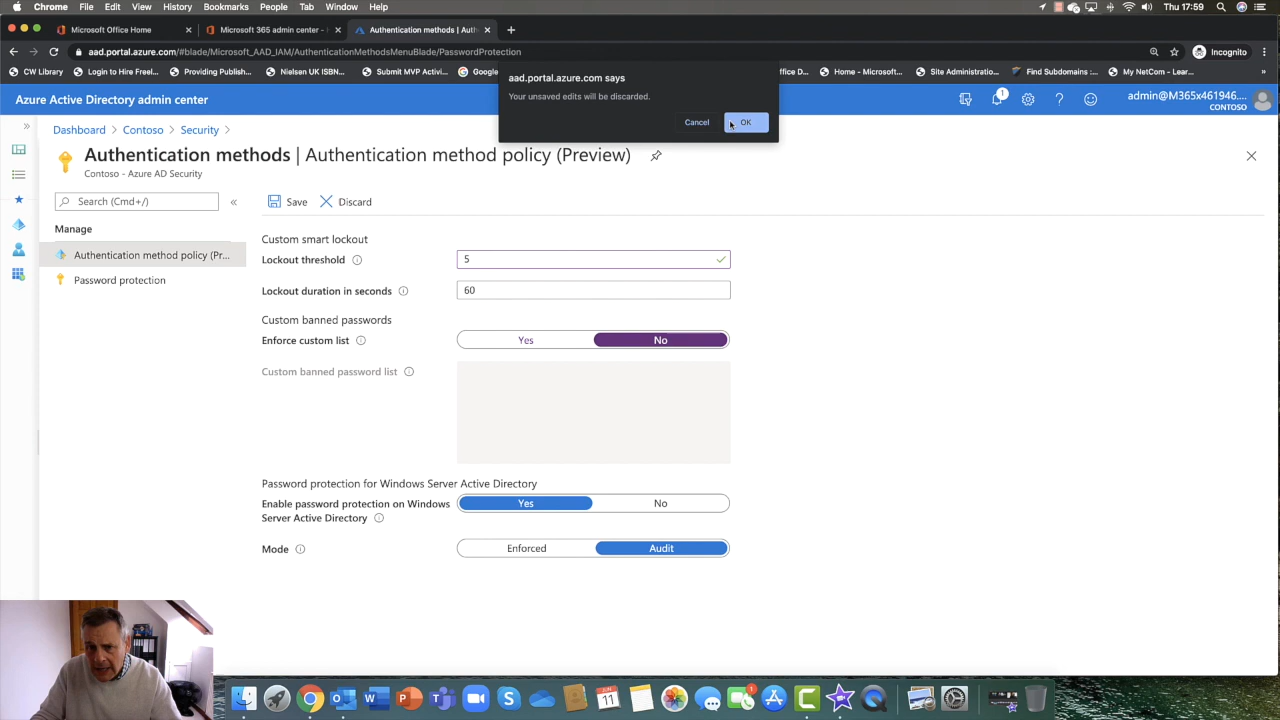 Chrome File Edit View History Bookmarks People Tab Window Help
Thu 17:59
Microsoft Office Home
Microsoft 365 admin center -
Authentication methods | Auth
aad.portal.azure.com/#blade/Microsoft_AAD_IAM/AuthenticationMethodsMenuBlade/PasswordProtection
Incognito
CW Library
Login to Hire Freel...
Providing Publish...
Nielsen UK ISBN...
Submit MVP Activi...
Google
Home - Microsoft...
Site Administratio...
Find Subdomains...
My NetCom - Lear...
aad.portal.azure.com says
Your unsaved edits will be discarded.
Cancel
OK
Azure Active Directory admin center
1
admin@M365x461946....
CONTOSO
Dashboard > Contoso > Security >
Authentication methods | Authentication method policy (Preview)
Contoso - Azure AD Security
Search (Cmd+/)
«
Save
Discard
Manage
Authentication method policy (Pr...
Password protection
Custom smart lockout
Lockout threshold
5
Lockout duration in seconds
60
Custom banned passwords
Enforce custom list
Yes
No
Custom banned password list
Password protection for Windows Server Active Directory
Enable password protection on Windows
Server Active Directory
Yes
No
Mode
Enforced
Audit
11